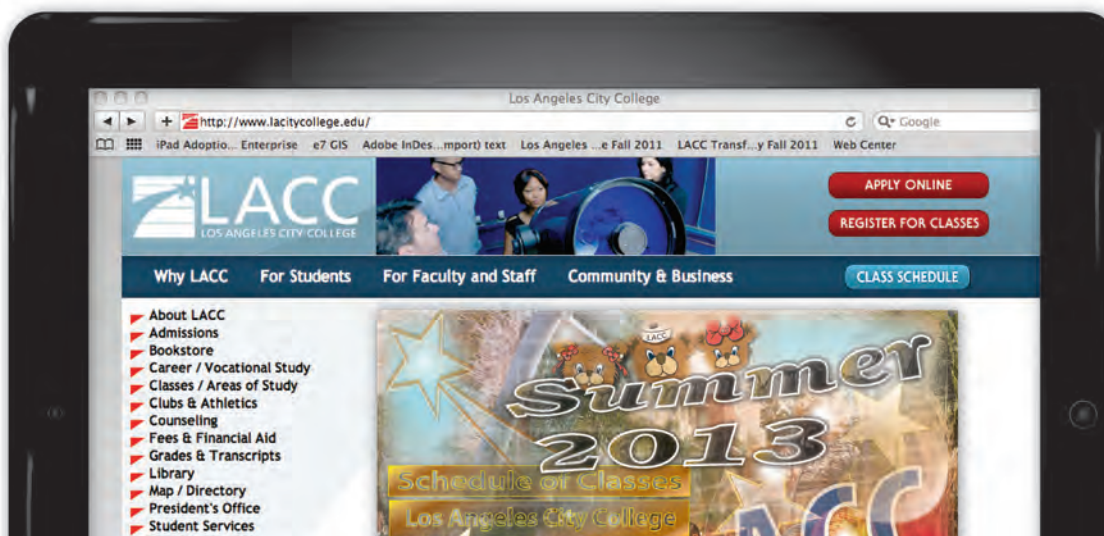 Los Angeles City College
http://www.lacitycollege.edu/
Google
iPad Adoptio... Enterprise e7 GIS Adobe InDes...mport) text Los Angeles ...e Fall 2011 LACC Transf...y Fall 2011 Web Center
LACC
LOS ANGELES CITY COLLEGE
APPLY ONLINE
REGISTER FOR CLASSES
Why LACC For Students For Faculty and Staff Community & Business CLASS SCHEDULE
About LACC
Admissions
Bookstore
Career / Vocational Study
Classes / Areas of Study
Clubs & Athletics
Counseling
Fees & Financial Aid
Grades & Transcripts
Library
Map / Directory
President's Office
Student Services
LACC
Summer
2013
Schedule of Classes
Los Angeles City College
LACC